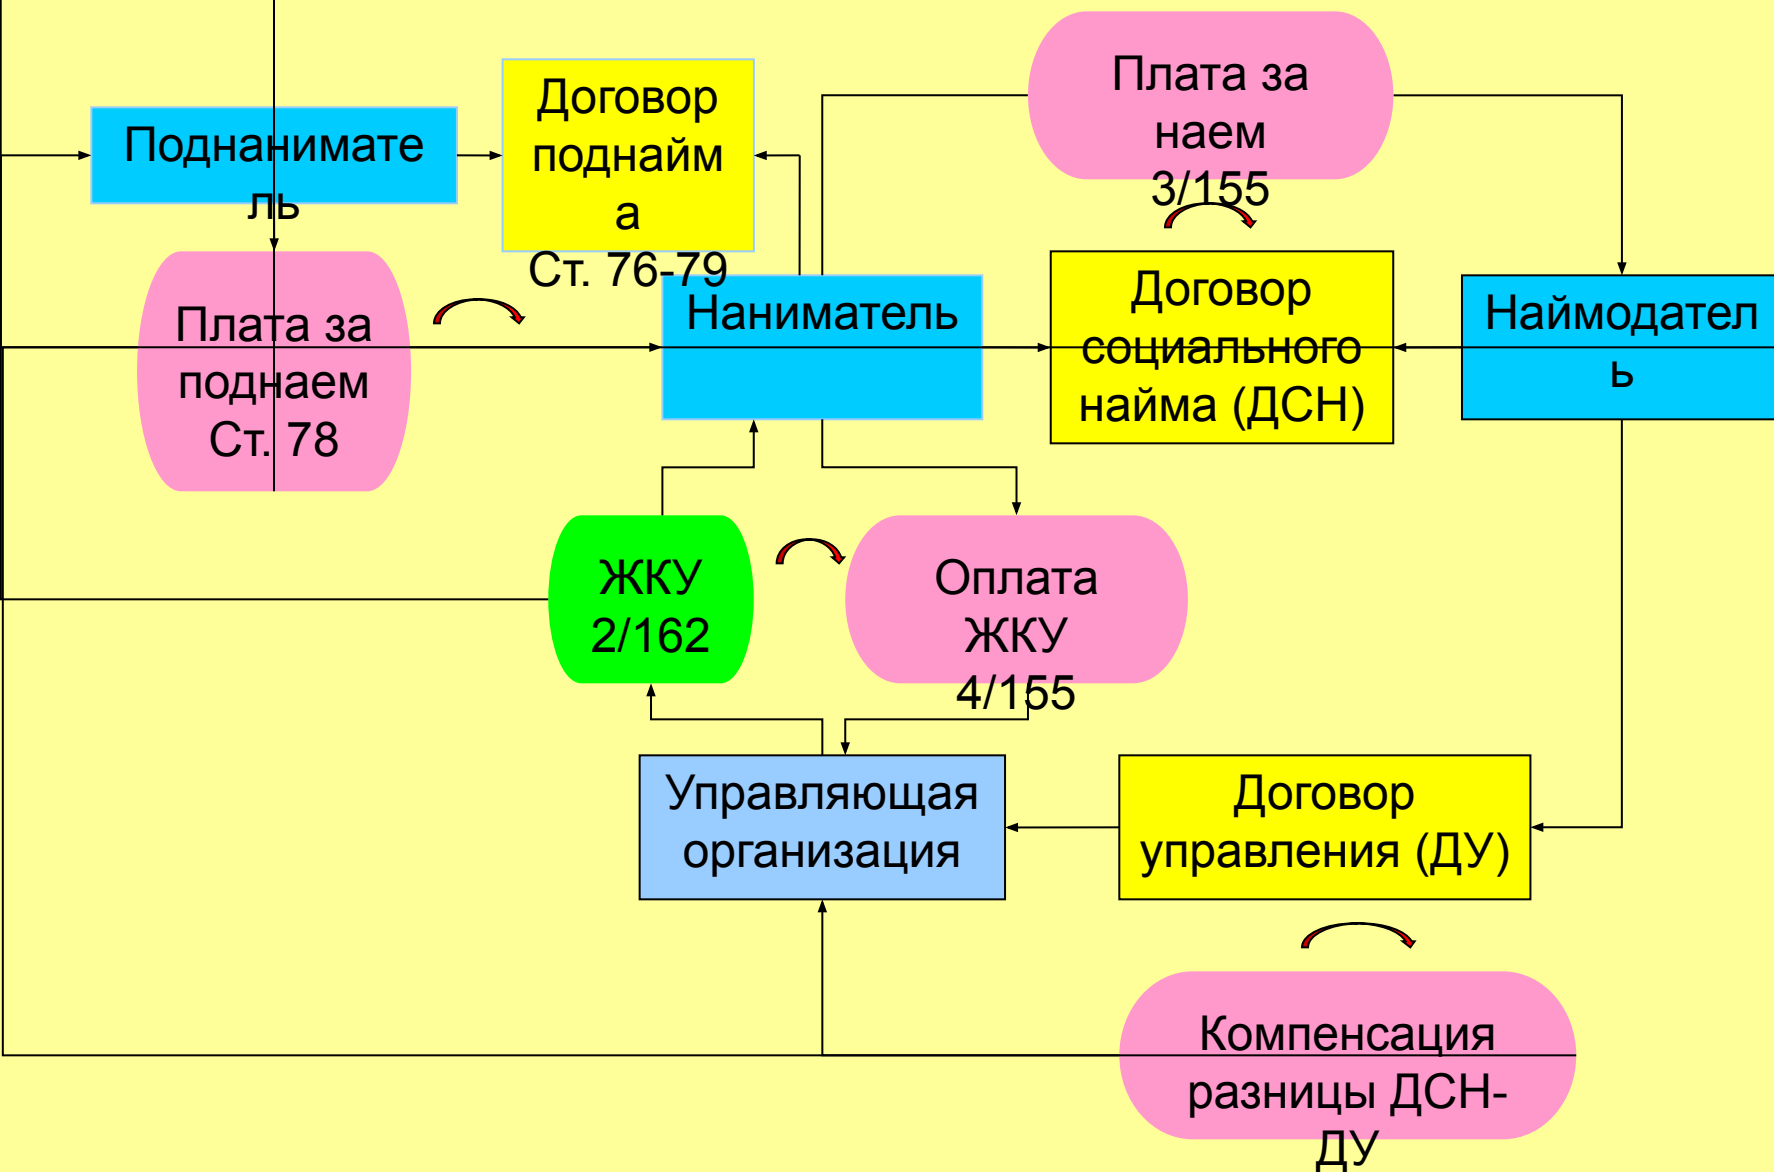 Поднанимате
ль
Договор
поднайм
а
Ст. 76-79
Плата за
наем
3/155
Плата за
поднаем
Ст. 78
Наниматель
Договор
социального
найма (ДСН)
Наймодател
ь
ЖКУ
2/162
Оплата
ЖКУ
4/155
Управляющая
организация
Договор
управления (ДУ)
Компенсация
разницы ДСН-
ДУ